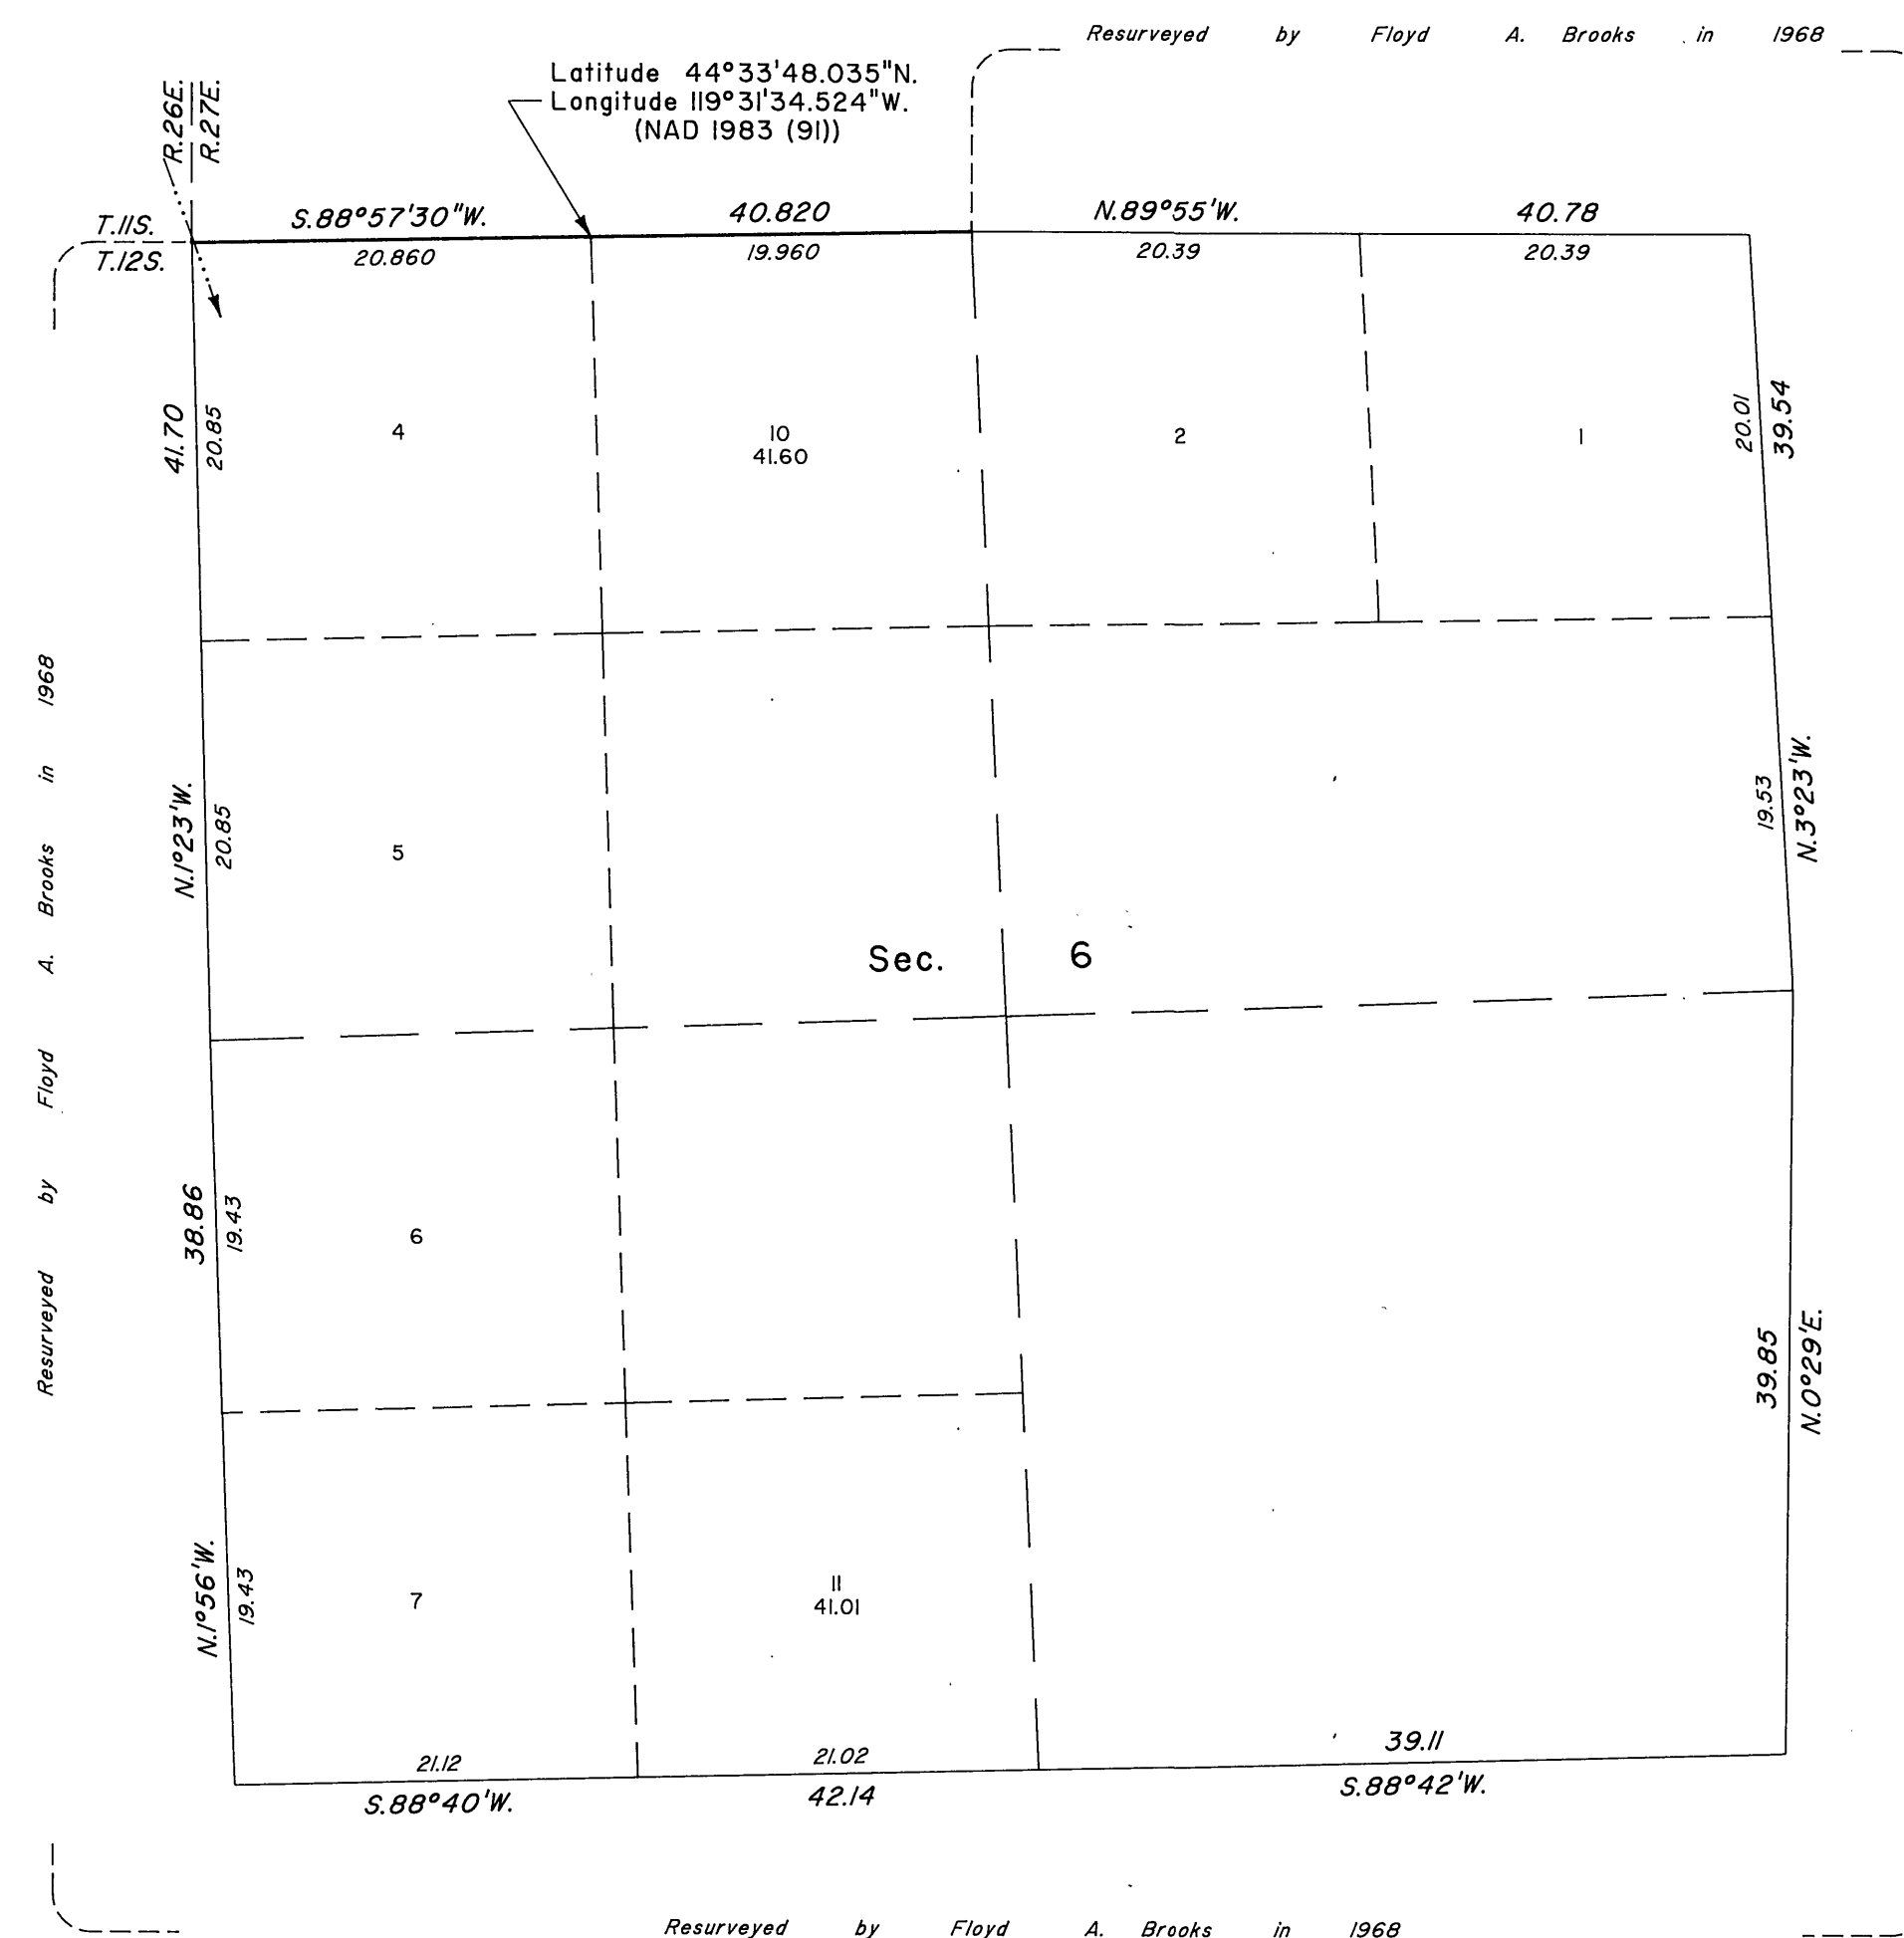 Resurveyed by Floyd A. Brooks in 1968
Latitude 44°33'48.035"N.
Longitude 119°31'34.524"W.
(NAD 1983 (91))
R.26E.
R.27E.
T.11S.
T.12S.
S.88°57'30"W.
40.820
N.89°55'W.
40.78
20.860
19.960
20.39
20.39
41.70
20.85
4
10
41.60
2
1
20.01
39.54
Resurveyed by Floyd A. Brooks in 1968
N.1°23'W.
20.85
5
19.53
N.3°23'W.
Sec. 6
38.86
19.43
6
39.85
N.0°29'E.
N.1°56'W.
19.43
7
11
41.01
21.12
21.02
39.11
S.88°40'W.
42.14
S.88°42'W.
Resurveyed by Floyd A. Brooks in 1968